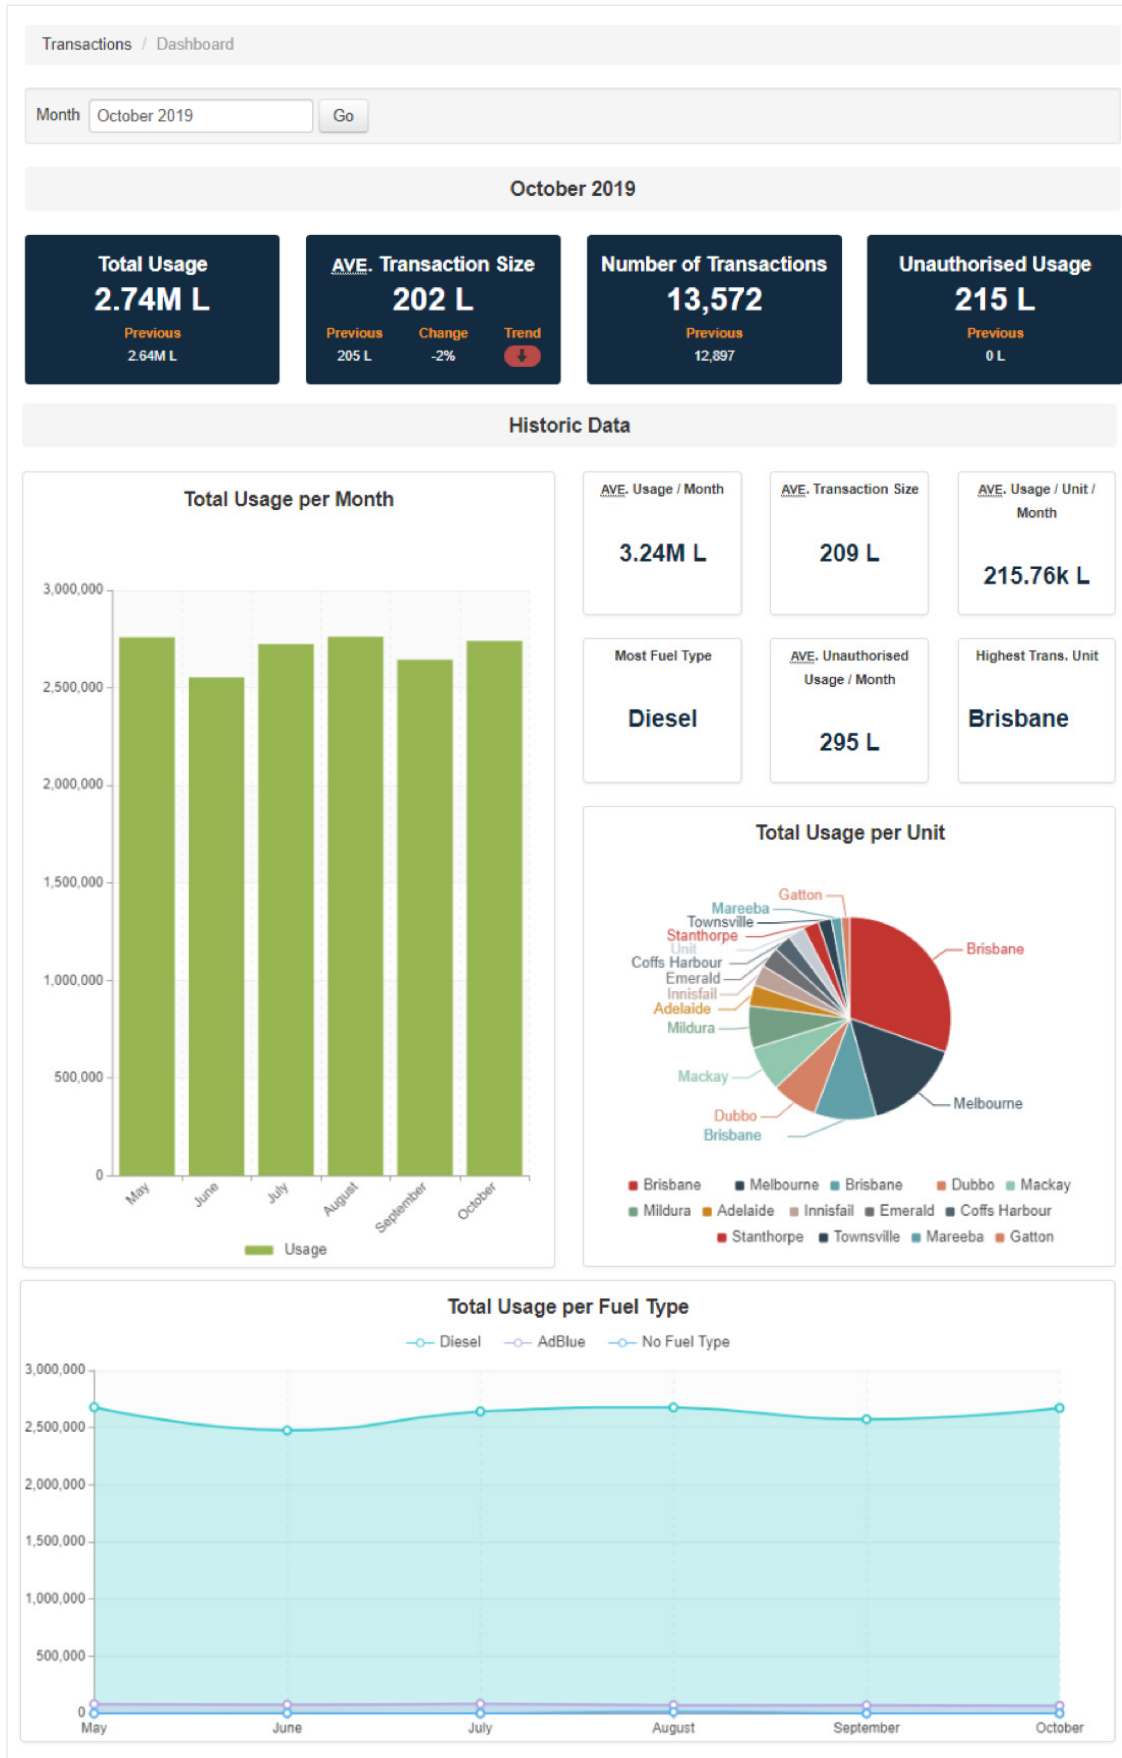 Transactions / Dashboard
Month October 2019 Go
October 2019
Total Usage
2.74M L
Previous
2.64M L
AVE. Transaction Size
202 L
Previous Change Trend
205 L -2%
Number of Transactions
13,572
Previous
12,897
Unauthorised Usage
215 L
Previous
0 L
Historic Data
Total Usage per Month
3,000,000
2,500,000
2,000,000
1,500,000
1,000,000
500,000
0
May June July August September October
Usage
AVE. Usage / Month
3.24M L
AVE. Transaction Size
209 L
AVE. Usage / Unit /
Month
215.76k L
Most Fuel Type
Diesel
AVE. Unauthorised
Usage / Month
295 L
Highest Trans. Unit
Brisbane
Total Usage per Unit
Gatton
Mareeba
Townsville
Stanthorpe
Unit
Coffs Harbour
Emerald
Innisfail
Adelaide
Mildura
Mackay
Dubbo
Brisbane
Brisbane
Melbourne
Brisbane Melbourne Brisbane Dubbo Mackay
Mildura Adelaide Innisfail Emerald Coffs Harbour
Stanthorpe Townsville Mareeba Gatton
Total Usage per Fuel Type
Diesel AdBlue No Fuel Type
3,000,000
2,500,000
2,000,000
1,500,000
1,000,000
500,000
0
May June July August September October